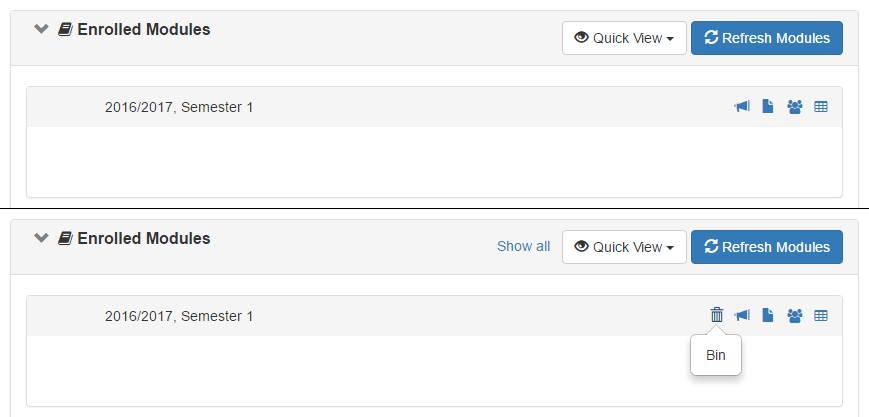 Enrolled Modules
Quick View
Refresh Modules
2016/2017, Semester 1
Enrolled Modules
Show all
Quick View
Refresh Modules
2016/2017, Semester 1
Bin